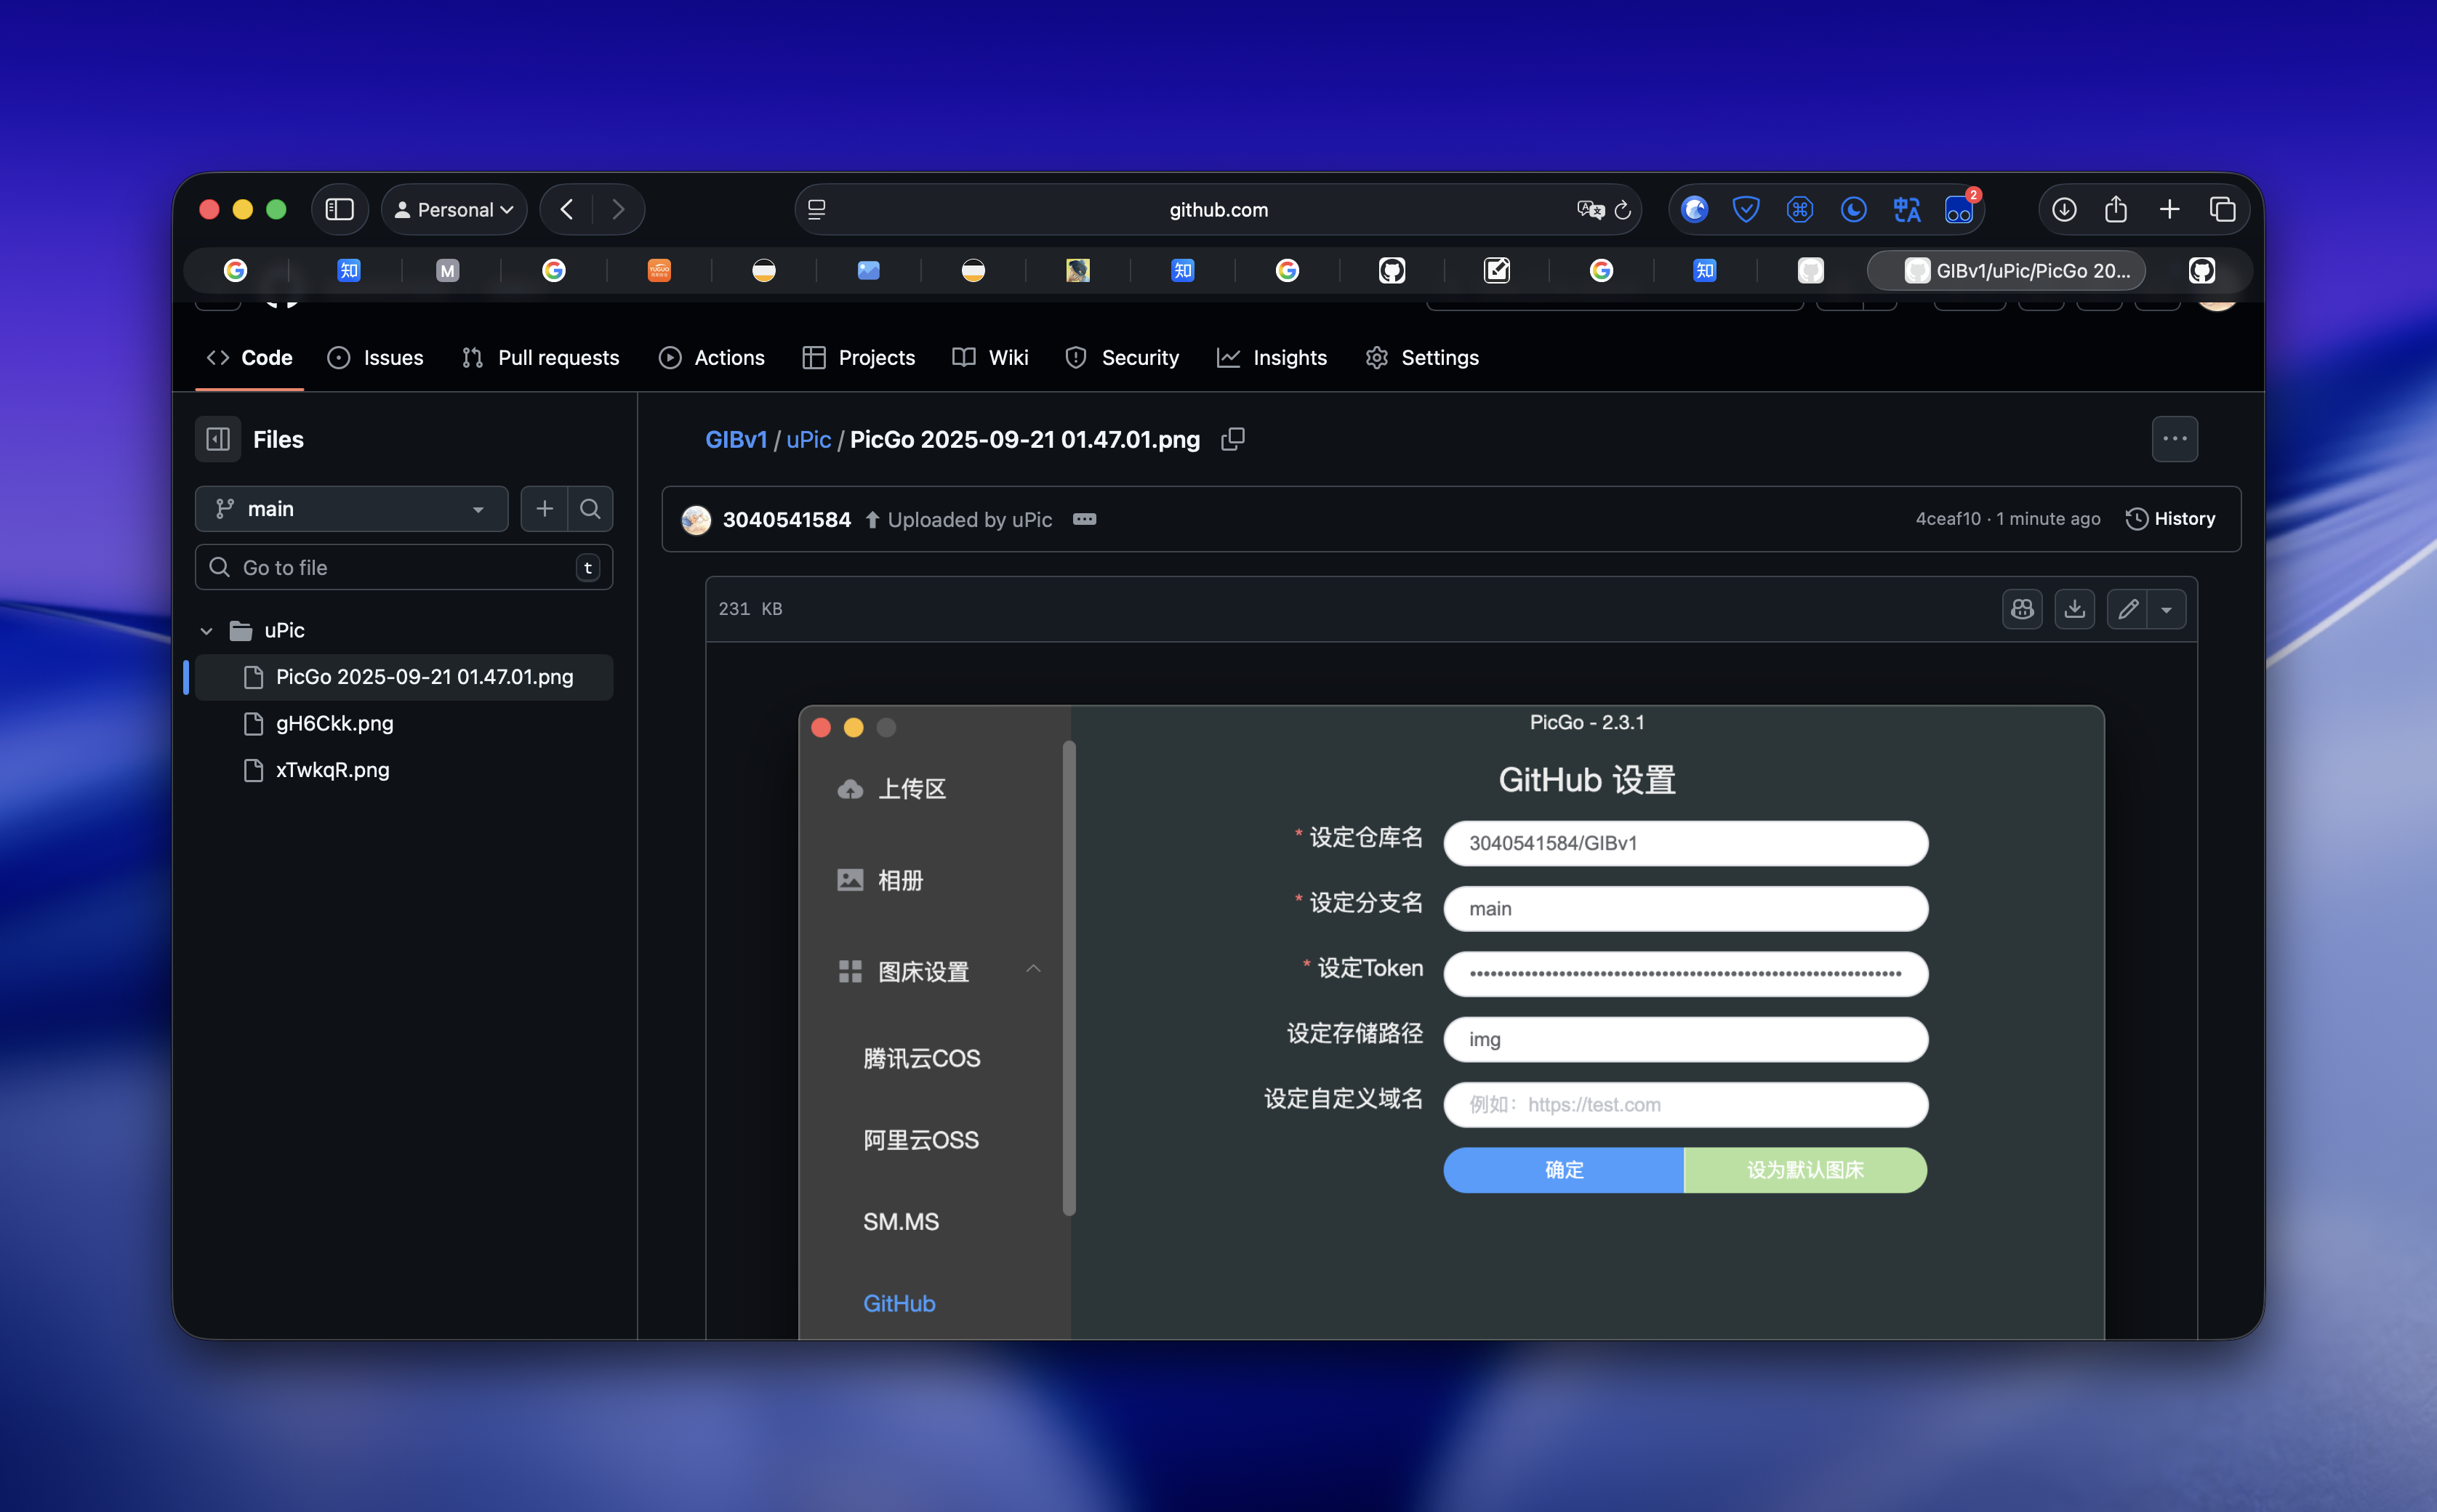 Personal
github.com
2
知
M
知
知
GIBv1/uPic/PicGo 20...
Code
Issues
Pull requests
Actions
Projects
Wiki
Security
Insights
Settings
Files
GIBv1 / uPic / PicGo 2025-09-21 01.47.01.png
main
3040541584 Uploaded by uPic
4ceaf10 · 1 minute ago
History
Go to file
t
231 KB
uPic
PicGo 2025-09-21 01.47.01.png
gH6Ckk.png
xTwkqR.png
PicGo - 2.3.1
上传区
相册
图床设置
腾讯云COS
阿里云OSS
SM.MS
GitHub
GitHub 设置
* 设定仓库名
3040541584/GIBv1
* 设定分支名
main
* 设定Token
设定存储路径
img
设定自定义域名
例如：https://test.com
确定
设为默认图床